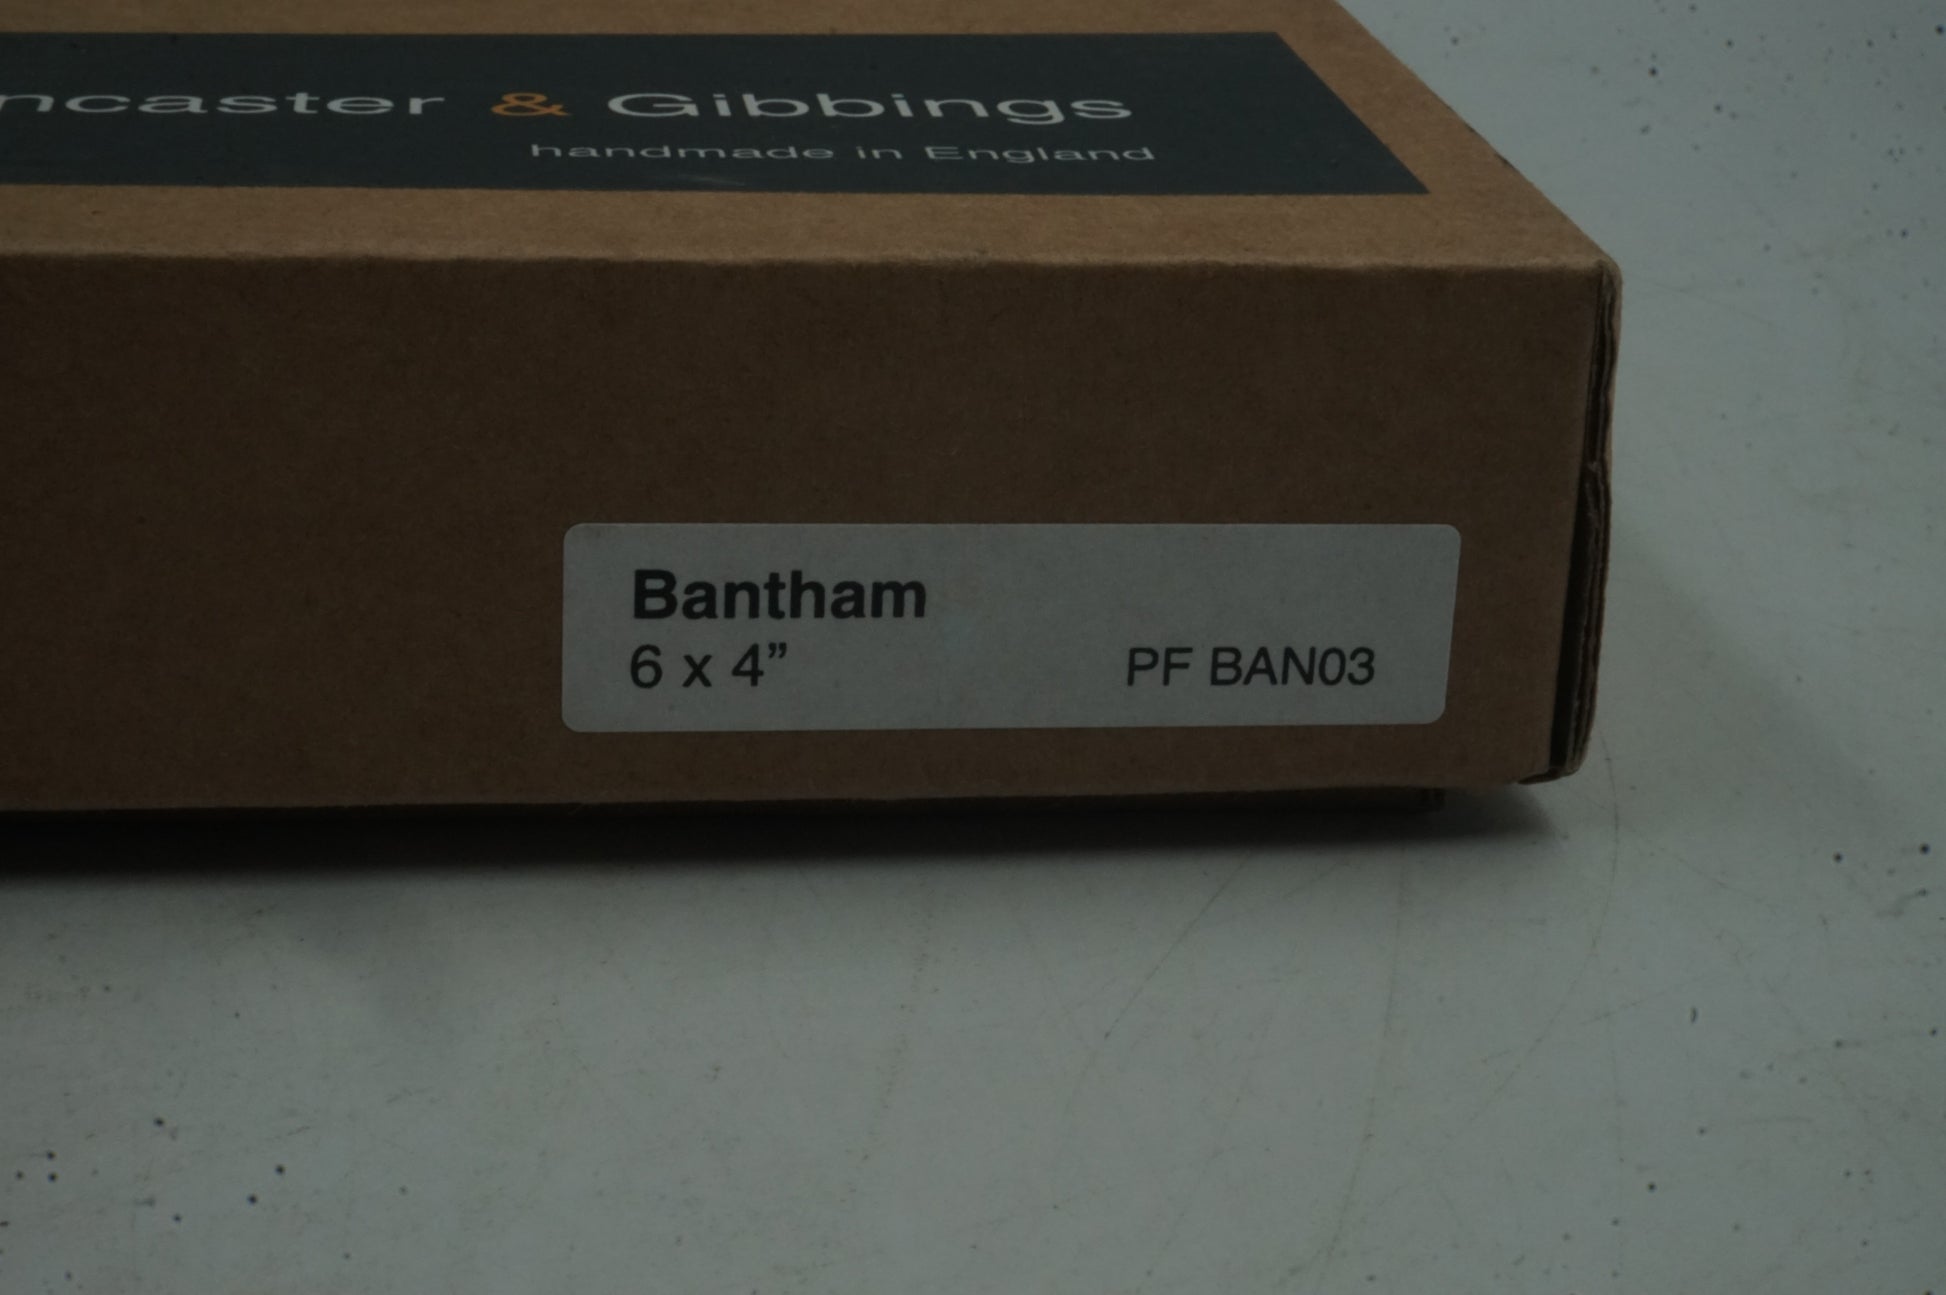 ncaster & Gibbings
handmade in England
Bantham
6 x 4”
PF BAN03